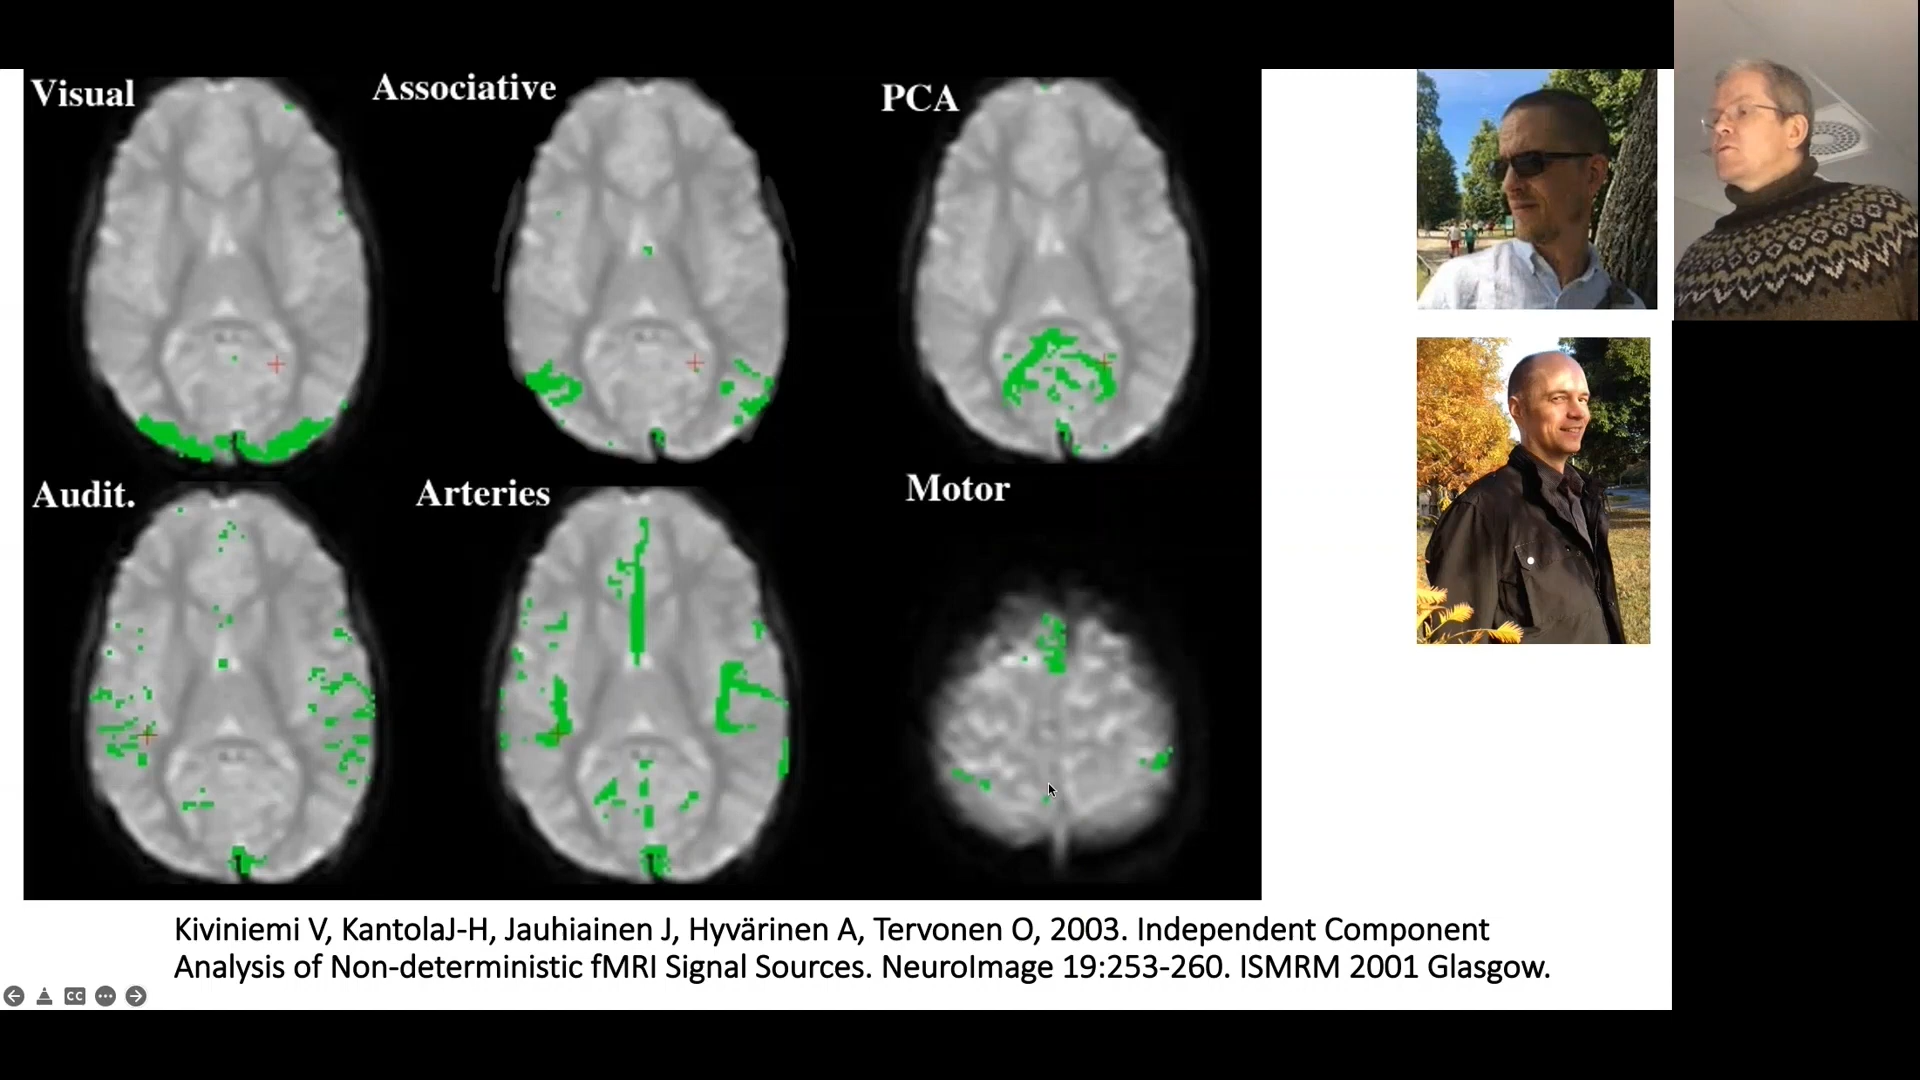 Visual
Associative
PCA
Audit.
Arteries
Motor
Kiviniemi V, KantolaJ-H, Jauhiainen J, Hyvärinen A, Tervonen O, 2003. Independent Component
Analysis of Non-deterministic fMRI Signal Sources. NeuroImage 19:253-260. ISMRM 2001 Glasgow.
CC